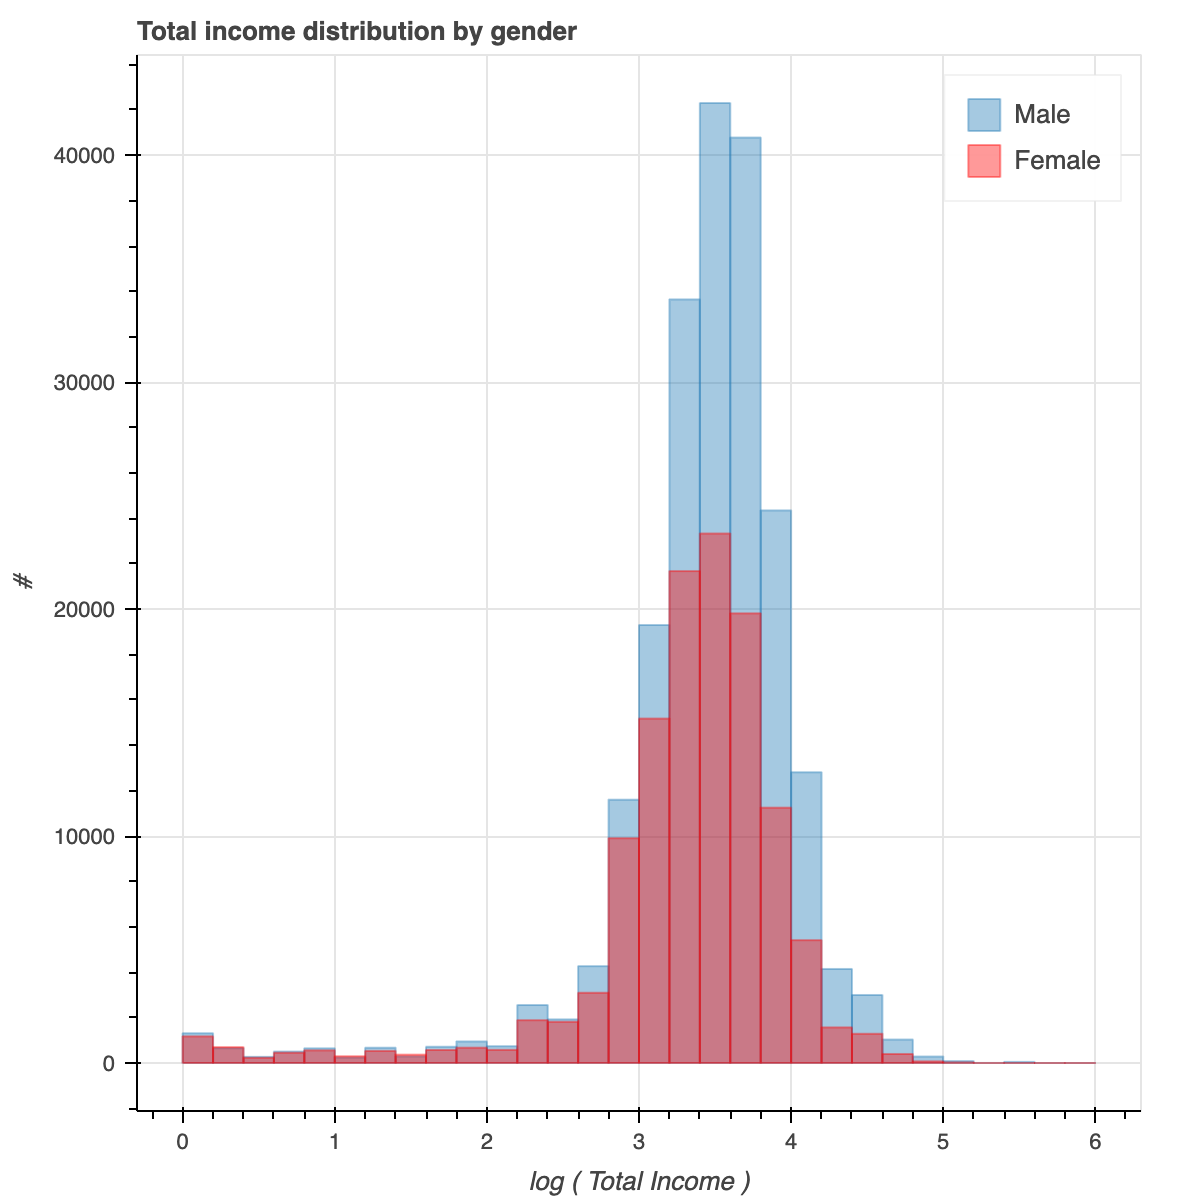 Total income distribution by gender
Male
Female
40000
30000
20000
10000
0
#
0 1 2 3 4 5 6
log ( Total Income )